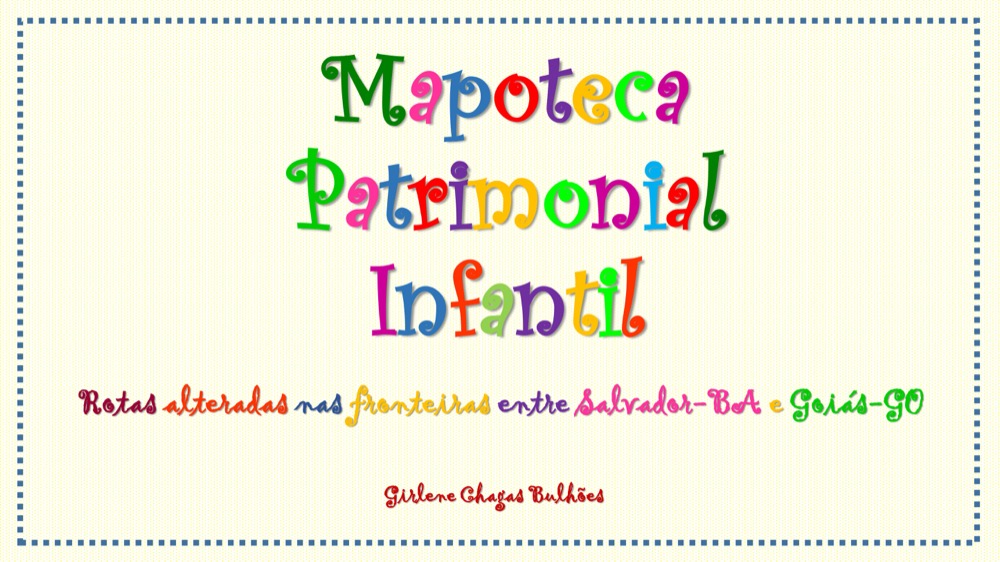 Mapoteca
Patrimonial
Infantil
Rotas alteradas nas fronteiras entre Salvador-BA e Goiás-GO
Girlene Chagas Bulhões